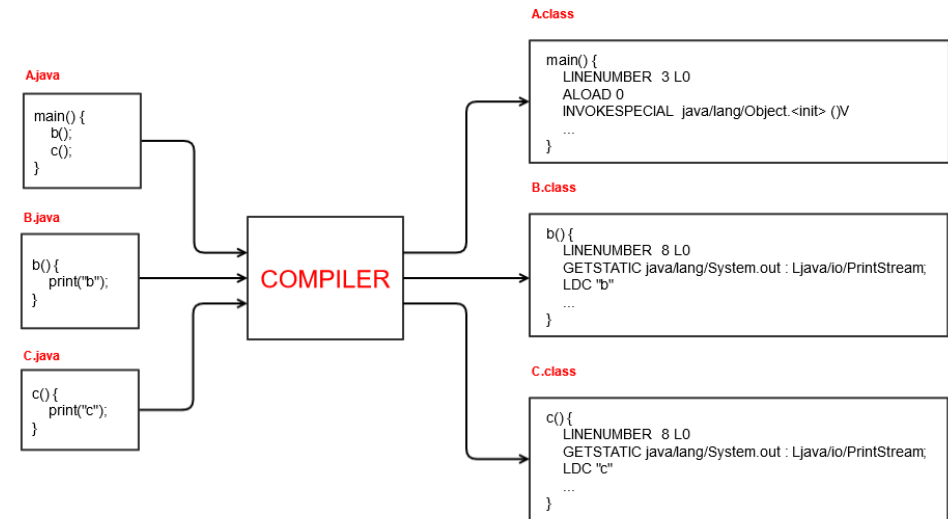 A.java
main() {
b();
c();
}
B.java
b() {
print("b");
}
C.java
c() {
print("c");
}
COMPILER
A.class
main() {
LINENUMBER 3 L0
ALOAD 0
INVOKESPECIAL java/lang/Object.<init> ()V
...
}
B.class
b() {
LINENUMBER 8 L0
GETSTATIC java/lang/System.out : Ljava/io/PrintStream;
LDC "b"
...
}
C.class
c() {
LINENUMBER 8 L0
GETSTATIC java/lang/System.out : Ljava/io/PrintStream;
LDC "c"
...
}